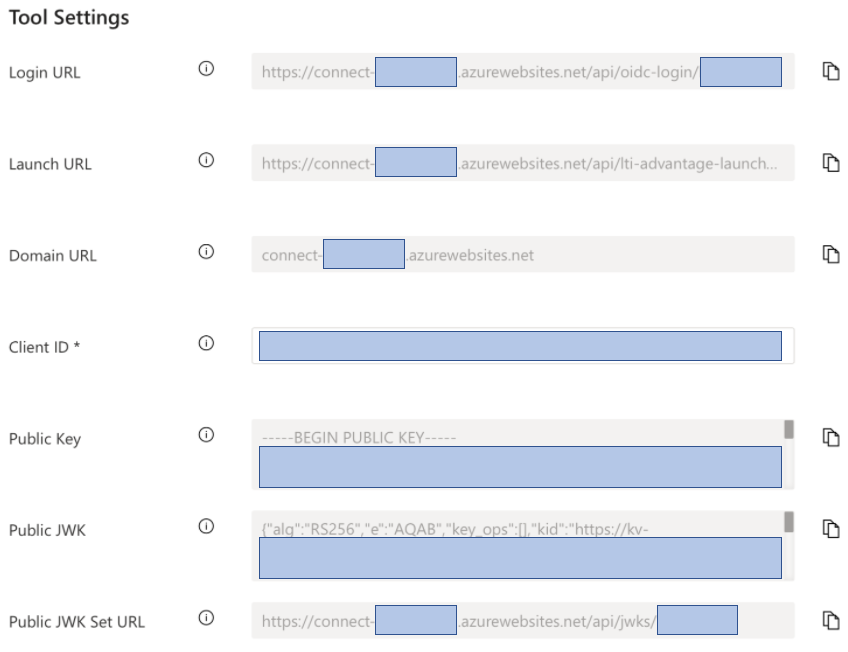 Tool Settings
Login URL
https://connect- .azurewebsites.net/api/oidc-login/
Launch URL
https://connect- .azurewebsites.net/api/lti-advantage-launch...
Domain URL
connect- .azurewebsites.net
Client ID *
Public Key
-----BEGIN PUBLIC KEY-----
Public JWK
{"alg":"RS256","e":"AQAB","key_ops":[],"kid":"https://kv-
Public JWK Set URL
https://connect- .azurewebsites.net/api/jwks/